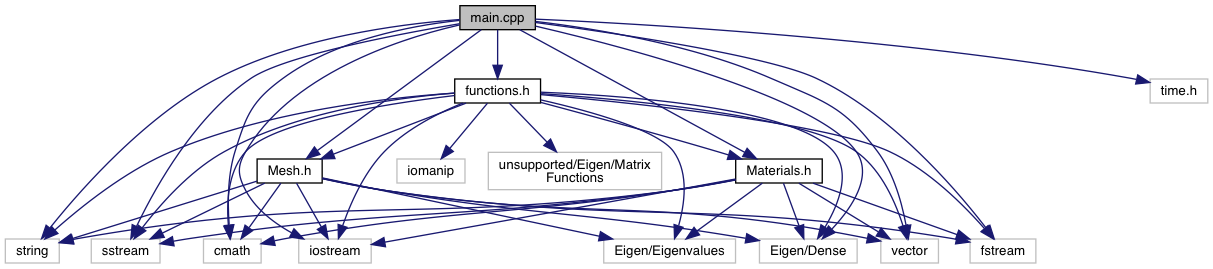 main.cpp
functions.h
time.h
Mesh.h
iomanip
unsupported/Eigen/Matrix
Functions
Materials.h
string
sstream
cmath
iostream
Eigen/Eigenvalues
Eigen/Dense
vector
fstream